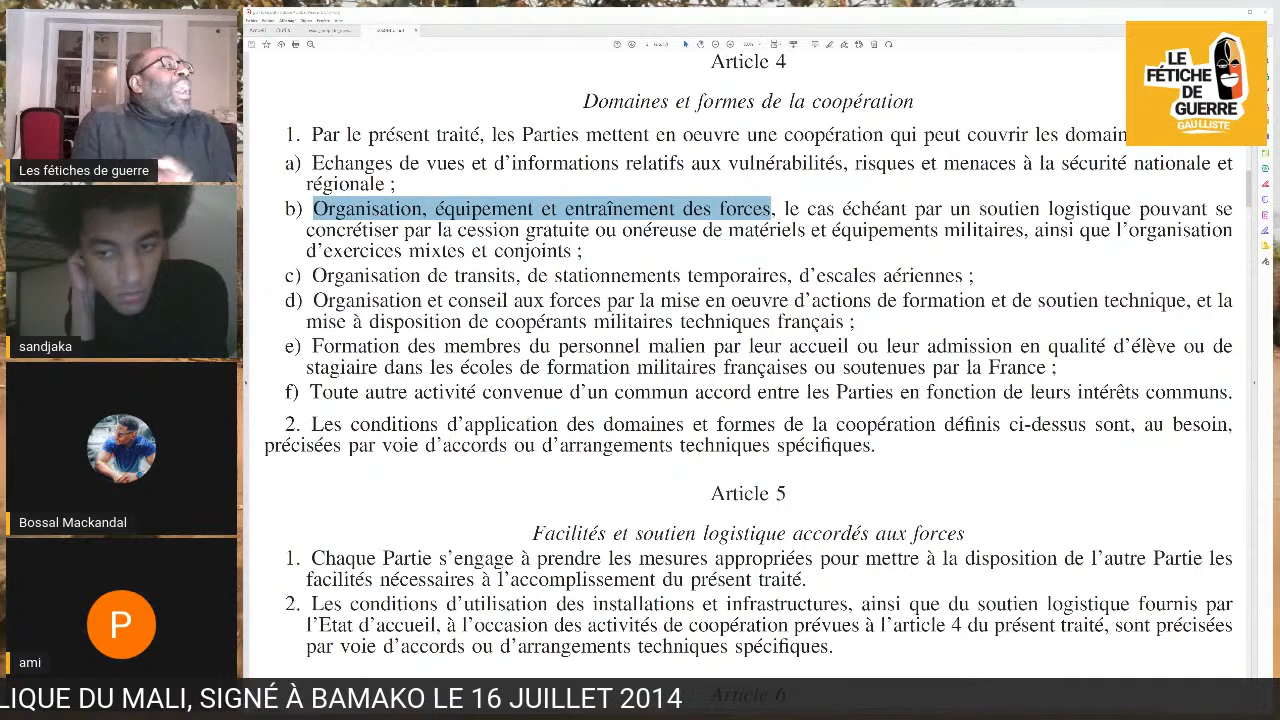 Les fétiches de guerre
sandjaka
Bossal Mackandal
P
ami
Accueil
LE
FÉTICHE
DE
GUERRE
GAULLISTE
Article 4
Domaines et formes de la coopération
1. Par le présent traité, les Parties mettent en oeuvre une coopération qui peut couvrir les domain
a) Echanges de vues et d'informations relatifs aux vulnérabilités, risques et menaces à la sécurité nationale et
régionale ;
b) Organisation, équipement et entraînement des forces, le cas échéant par un soutien logistique pouvant se
concrétiser par la cession gratuite ou onéreuse de matériels et équipements militaires, ainsi que l'organisation
d'exercices mixtes et conjoints ;
c) Organisation de transits, de stationnements temporaires, d'escales aériennes ;
d) Organisation et conseil aux forces par la mise en oeuvre d'actions de formation et de soutien technique, et la
mise à disposition de coopérants militaires techniques français ;
e) Formation des membres du personnel malien par leur accueil ou leur admission en qualité d'élève ou de
stagiaire dans les écoles de formation militaires françaises ou soutenues par la France ;
f) Toute autre activité convenue d'un commun accord entre les Parties en fonction de leurs intérêts communs.
2. Les conditions d'application des domaines et formes de la coopération définis ci-dessus sont, au besoin,
précisées par voie d'accords ou d'arrangements techniques spécifiques.
Article 5
Facilités et soutien logistique accordés aux forces
1. Chaque Partie s'engage à prendre les mesures appropriées pour mettre à la disposition de l'autre Partie les
facilités nécessaires à l'accomplissement du présent traité.
2. Les conditions d'utilisation des installations et infrastructures, ainsi que du soutien logistique fournis par
l'Etat d'accueil, à l'occasion des activités de coopération prévues à l'article 4 du présent traité, sont précisées
par voie d'accords ou d'arrangements techniques spécifiques.
Article 6
LIQUE DU MALI, SIGNÉ À BAMAKO LE 16 JUILLET 2014